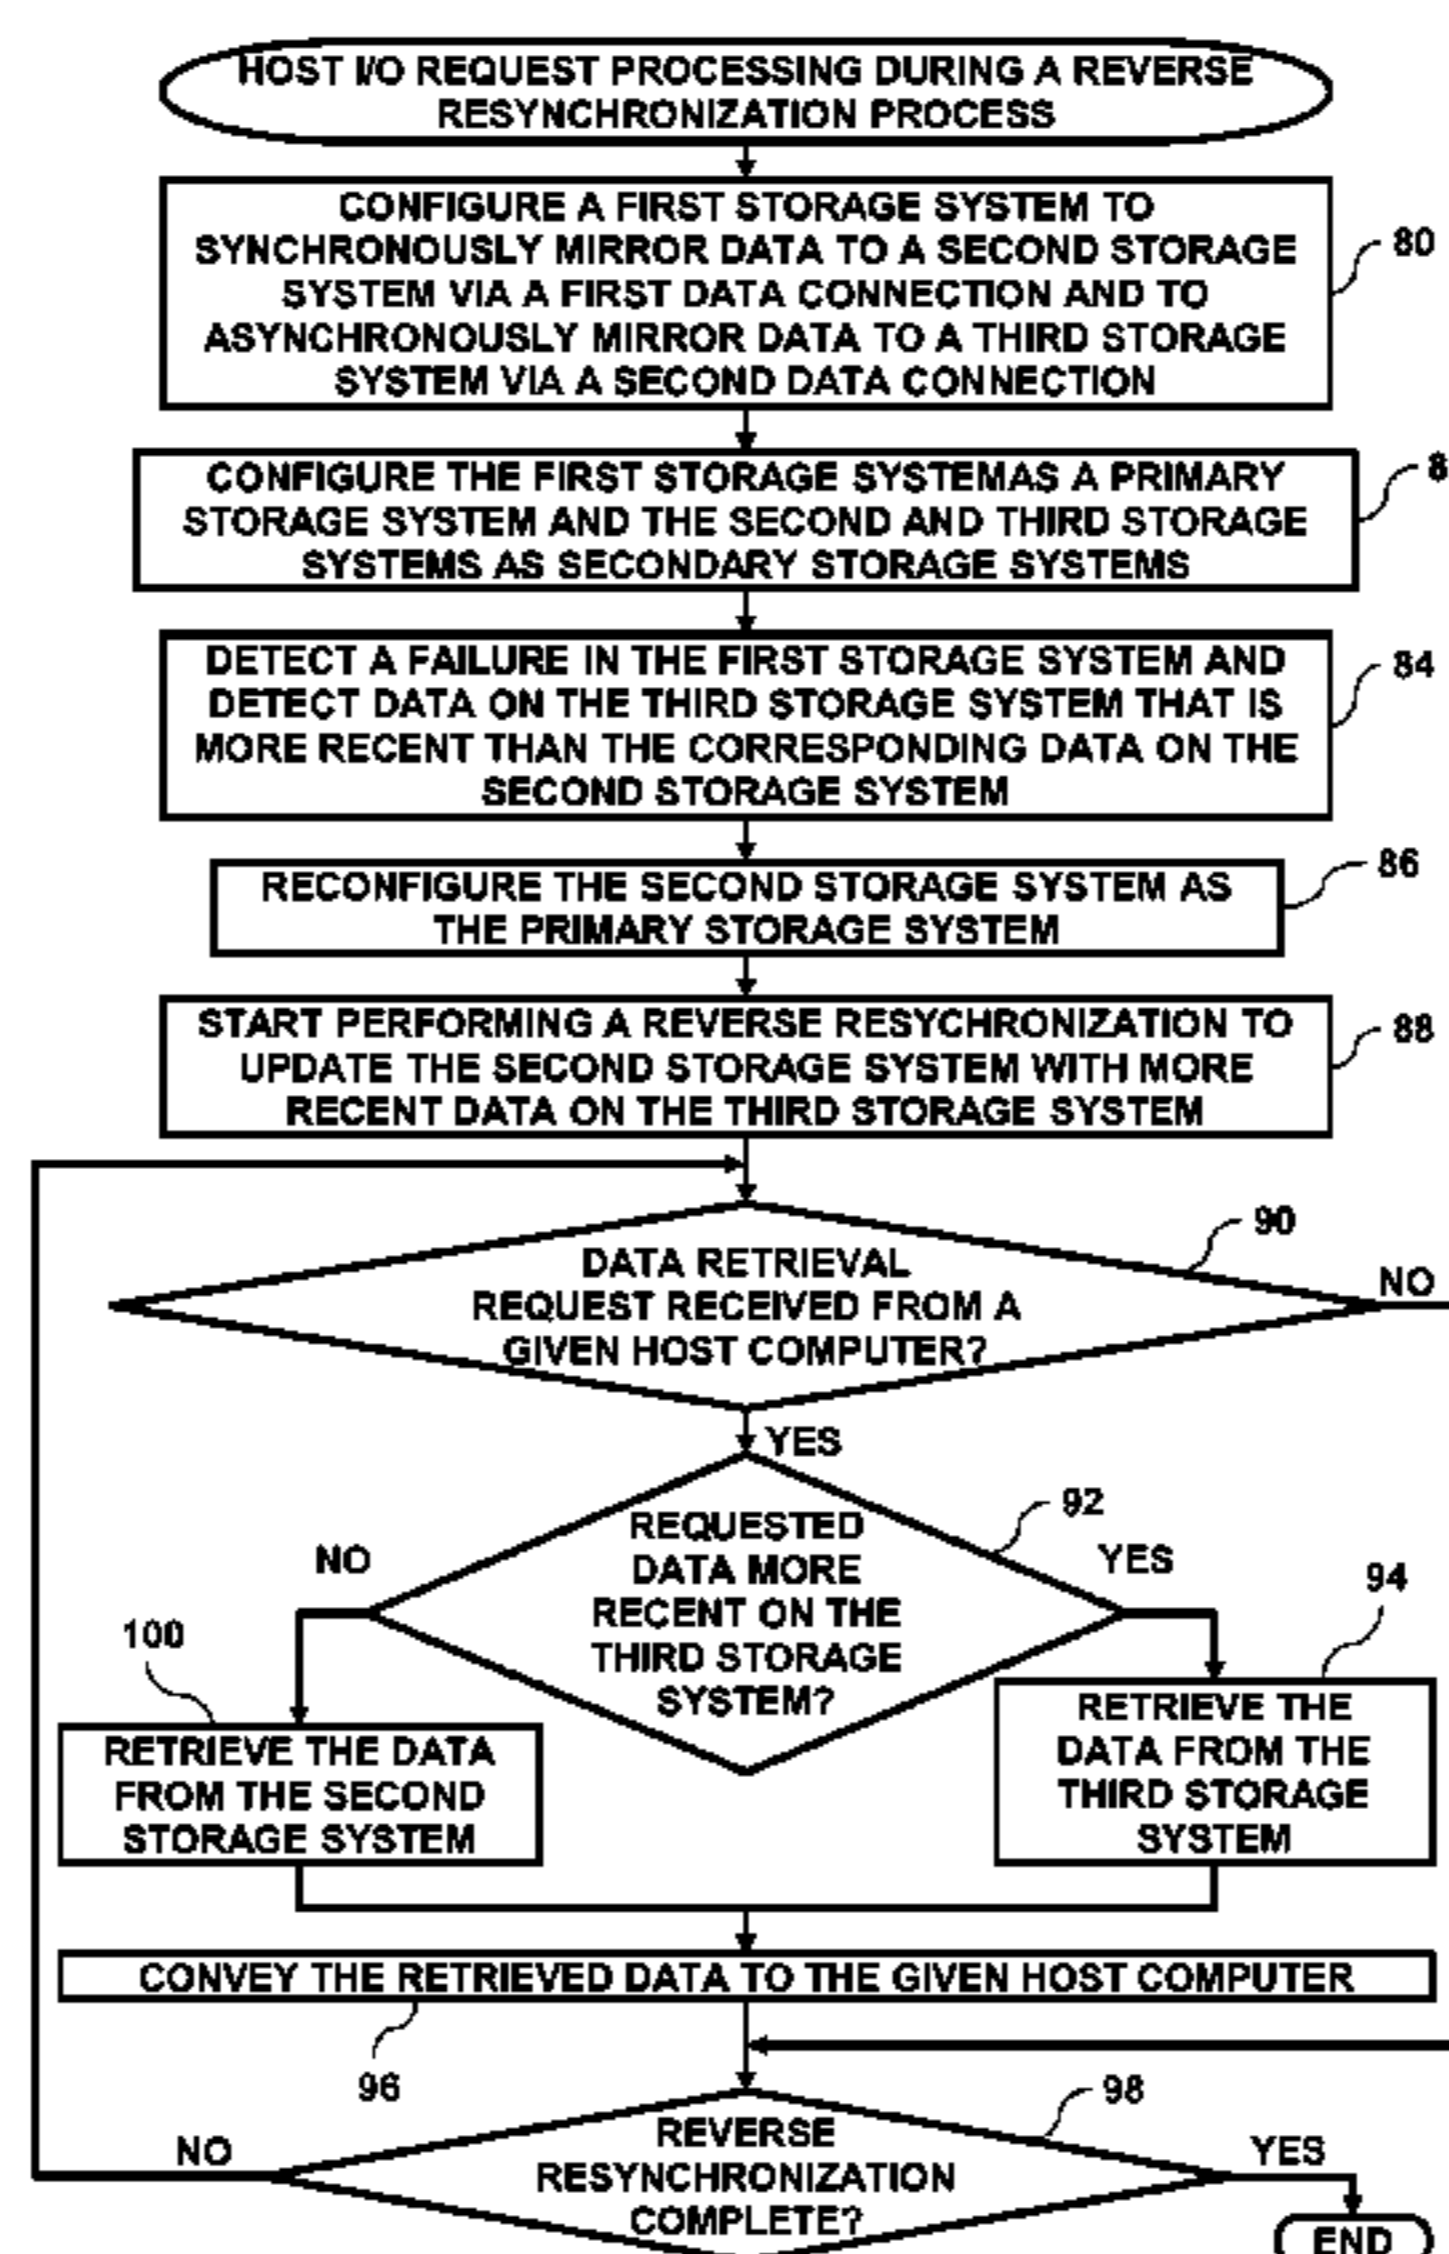 HOST I/O REQUEST PROCESSING DURING A REVERSE
RESYNCHRONIZATION PROCESS
CONFIGURE A FIRST STORAGE SYSTEM TO
SYNCHRONOUSLY MIRROR DATA TO A SECOND STORAGE
SYSTEM VIA A FIRST DATA CONNECTION AND TO
ASYNCHRONOUSLY MIRROR DATA TO A THIRD STORAGE
SYSTEM VIA A SECOND DATA CONNECTION
80
CONFIGURE THE FIRST STORAGE SYSTEMAS A PRIMARY
STORAGE SYSTEM AND THE SECOND AND THIRD STORAGE
SYSTEMS AS SECONDARY STORAGE SYSTEMS
DETECT A FAILURE IN THE FIRST STORAGE SYSTEM AND
DETECT DATA ON THE THIRD STORAGE SYSTEM THAT IS
MORE RECENT THAN THE CORRESPONDING DATA ON THE
SECOND STORAGE SYSTEM
84
RECONFIGURE THE SECOND STORAGE SYSTEM AS
THE PRIMARY STORAGE SYSTEM
86
START PERFORMING A REVERSE RESYCHRONIZATION TO
UPDATE THE SECOND STORAGE SYSTEM WITH MORE
RECENT DATA ON THE THIRD STORAGE SYSTEM
88
90
DATA RETRIEVAL
REQUEST RECEIVED FROM A
GIVEN HOST COMPUTER?
NO
YES
92
REQUESTED
DATA MORE
RECENT ON THE
THIRD STORAGE
SYSTEM?
NO
YES
100
94
RETRIEVE THE DATA
FROM THE SECOND
STORAGE SYSTEM
RETRIEVE THE
DATA FROM THE
THIRD STORAGE
SYSTEM
CONVEY THE RETRIEVED DATA TO THE GIVEN HOST COMPUTER
96
98
REVERSE
RESYNCHRONIZATION
COMPLETE?
NO
YES
END